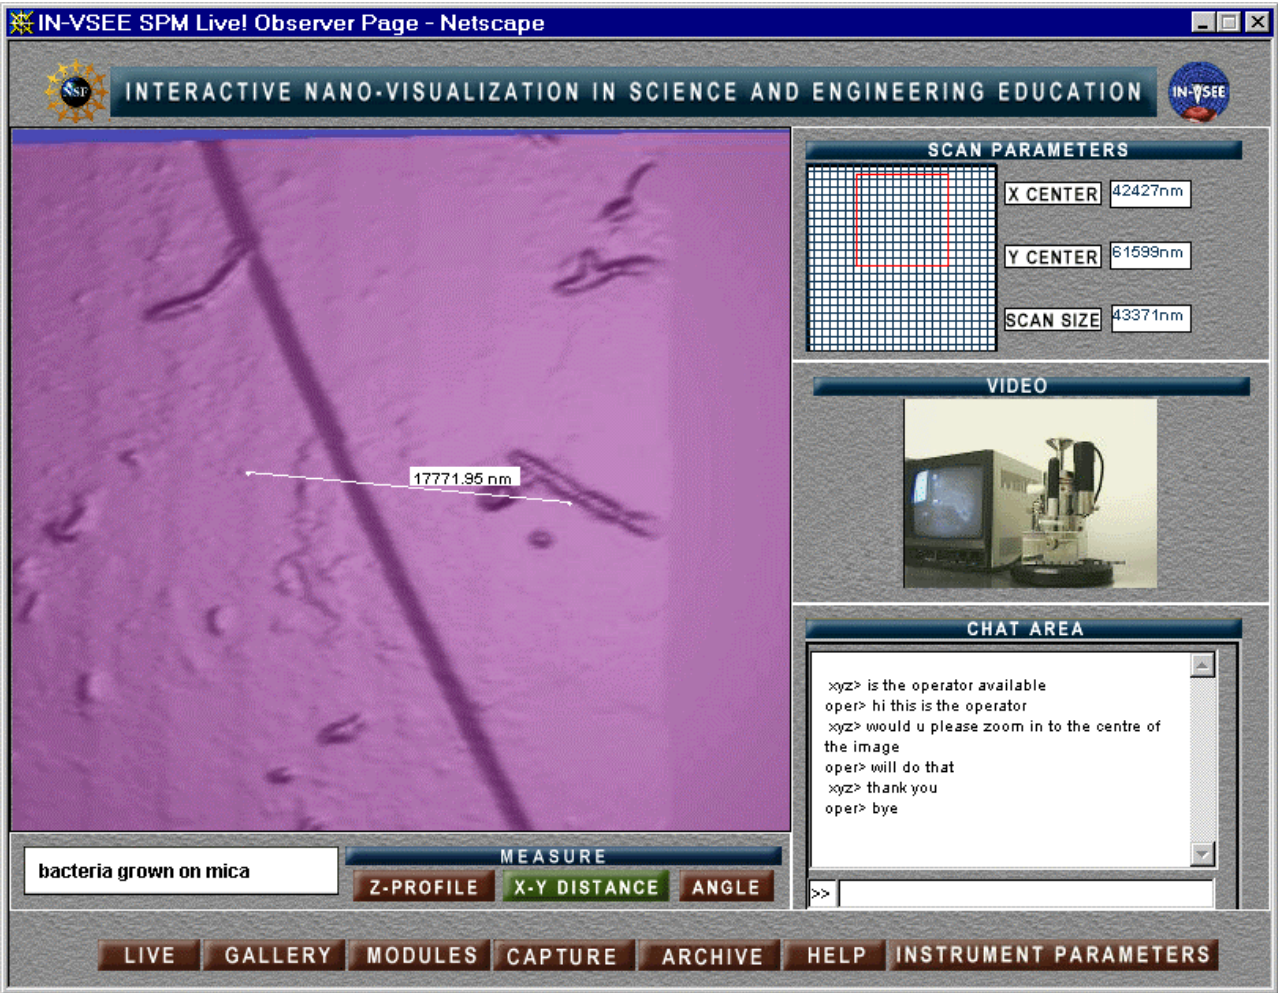 IN-VSEE SPM Live! Observer Page - Netscape
NSF
INTERACTIVE NANO-VISUALIZATION IN SCIENCE AND ENGINEERING EDUCATION
IN-VSEE
17771.95 nm
SCAN PARAMETERS
X CENTER
42427nm
Y CENTER
61599nm
SCAN SIZE
43371nm
VIDEO
CHAT AREA
xyz> is the operator available
oper> hi this is the operator
xyz> would u please zoom in to the centre of
the image
oper> will do that
xyz> thank you
oper> bye
>>
bacteria grown on mica
MEASURE
Z-PROFILE
X-Y DISTANCE
ANGLE
LIVE
GALLERY
MODULES
CAPTURE
ARCHIVE
HELP
INSTRUMENT PARAMETERS